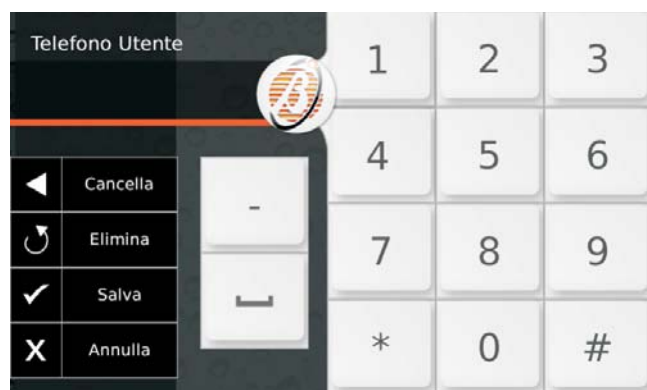 Telefono Utente
1 2 3
4 5 6
Cancella
-
Elimina
7 8 9
Salva
Annulla
* 0 #